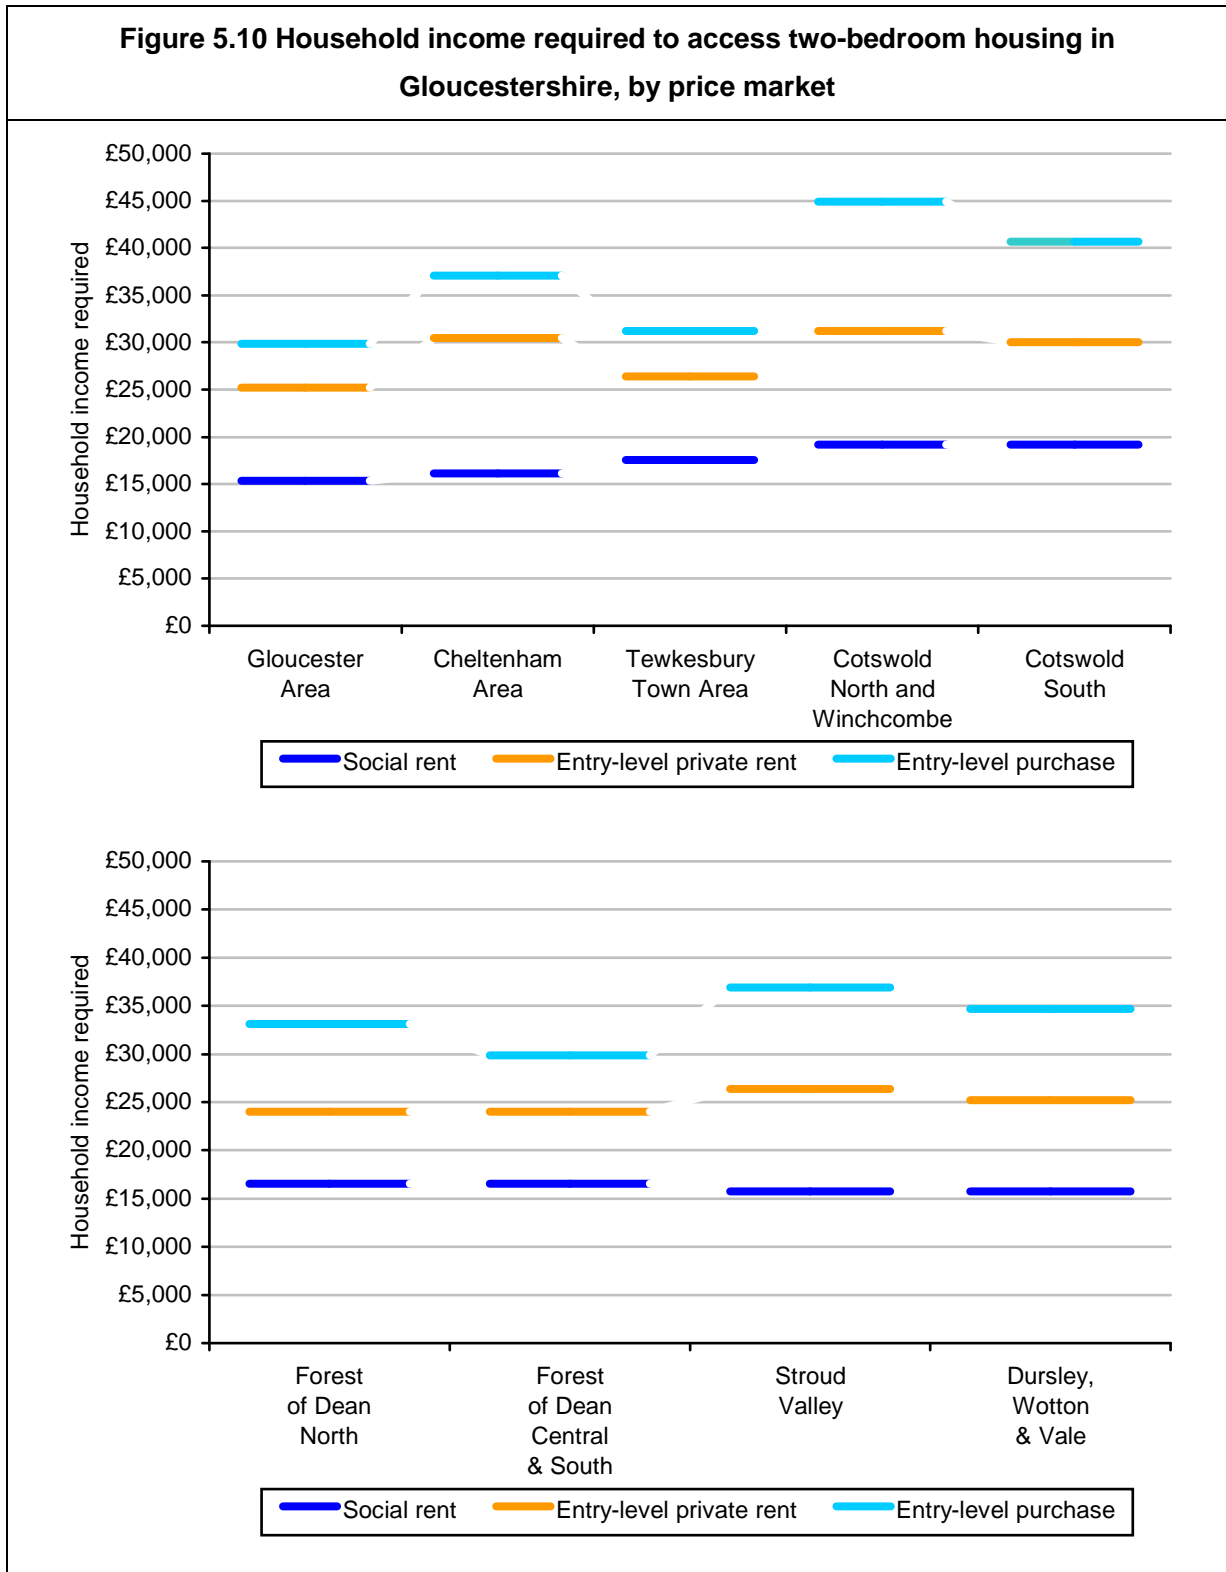 Figure 5.10 Household income required to access two-bedroom housing in
Gloucestershire, by price market
£50,000
£45,000
£40,000
£35,000
£30,000
£25,000
£20,000
£15,000
£10,000
£5,000
£0
Household income required
Gloucester
Area
Cheltenham
Area
Tewkesbury
Town Area
Cotswold
North and
Winchcombe
Cotswold
South
Social rent
Entry-level private rent
Entry-level purchase
£50,000
£45,000
£40,000
£35,000
£30,000
£25,000
£20,000
£15,000
£10,000
£5,000
£0
Household income required
Forest
of Dean
North
Forest
of Dean
Central
& South
Stroud
Valley
Dursley,
Wotton
& Vale
Social rent
Entry-level private rent
Entry-level purchase